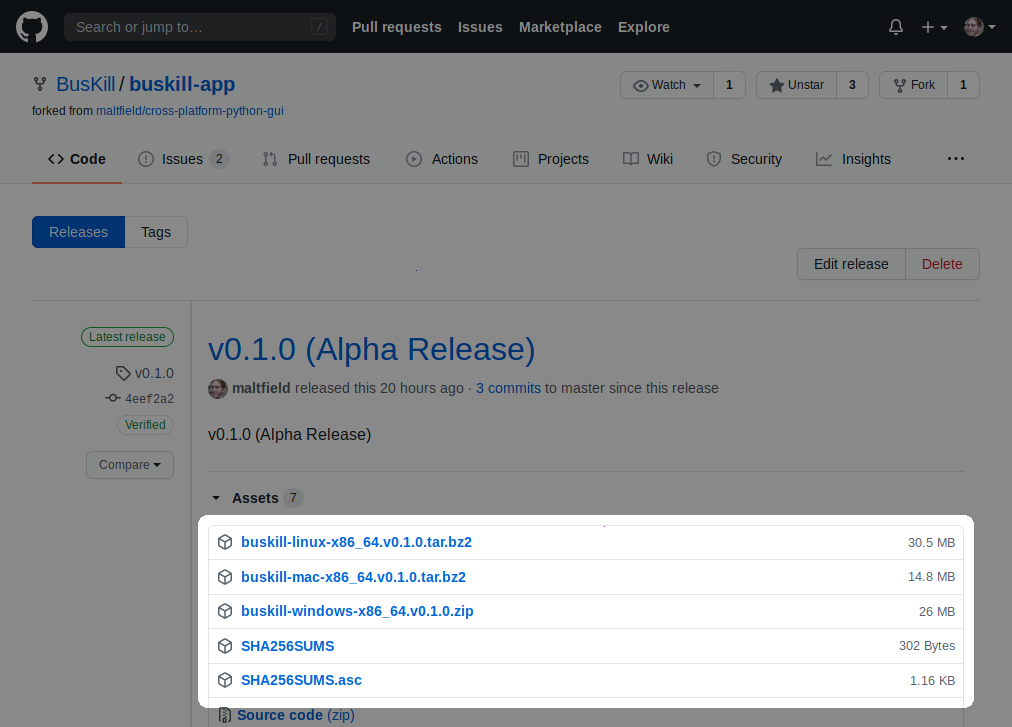 Search or jump to… /
Pull requests Issues Marketplace Explore
BusKill / buskill-app
Watch 1 Unstar 3 Fork 1
forked from maltfield/cross-platform-python-gui
Code Issues 2 Pull requests Actions Projects Wiki Security Insights ...
Releases Tags
Edit release Delete
Latest release
v0.1.0
4eef2a2
Verified
Compare
v0.1.0 (Alpha Release)
maltfield released this 20 hours ago · 3 commits to master since this release
v0.1.0 (Alpha Release)
Assets 7
buskill-linux-x86_64.v0.1.0.tar.bz2 30.5 MB
buskill-mac-x86_64.v0.1.0.tar.bz2 14.8 MB
buskill-windows-x86_64.v0.1.0.zip 26 MB
SHA256SUMS 302 Bytes
SHA256SUMS.asc 1.16 KB
Source code (zip)